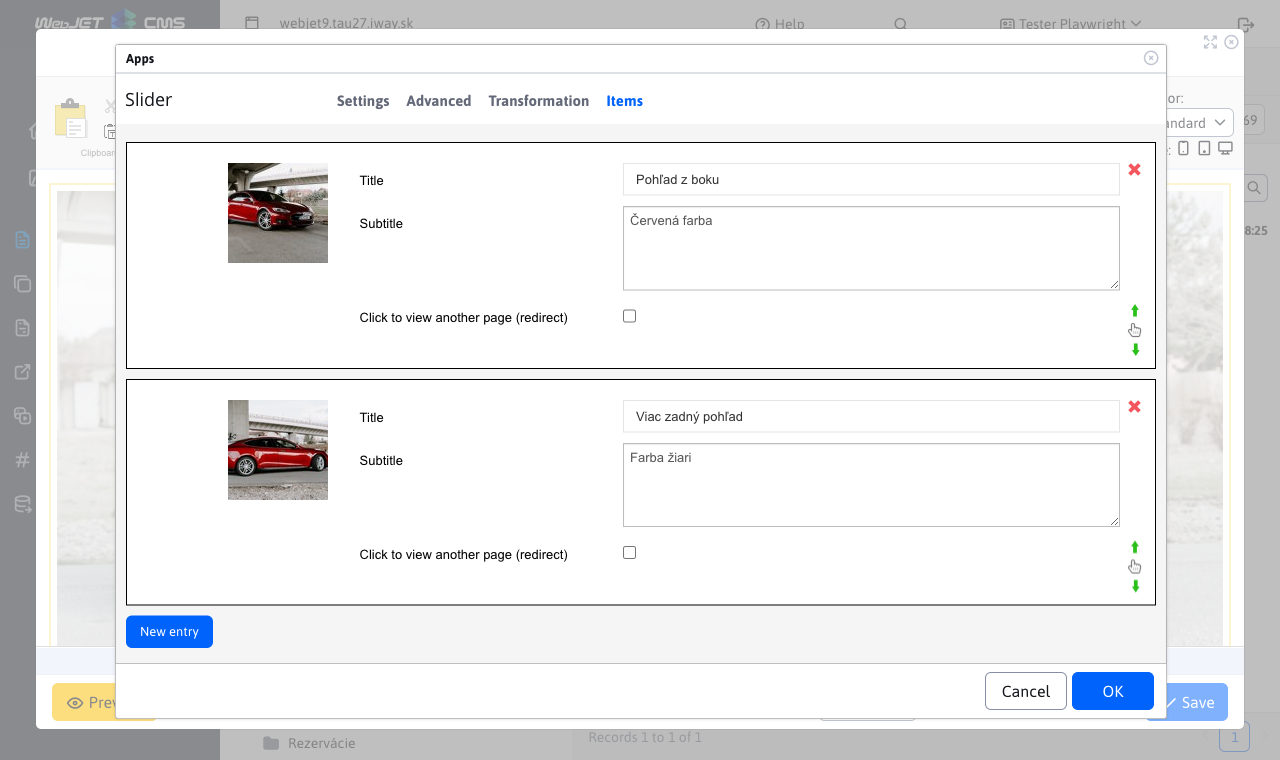 WebJET CMS
webjet9.tau27.iway.sk
Help
Tester Playwright
Apps
Slider
Settings
Advanced
Transformation
Items
Clipboar
or:
ndard
69
8:25
Title
Pohľad z boku
Subtitle
Červená farba
Click to view another page (redirect)
Title
Viac zadný pohľad
Subtitle
Farba žiari
Click to view another page (redirect)
New entry
Cancel
OK
Prev
Save
Rezervácie
Records 1 to 1 of 1
1